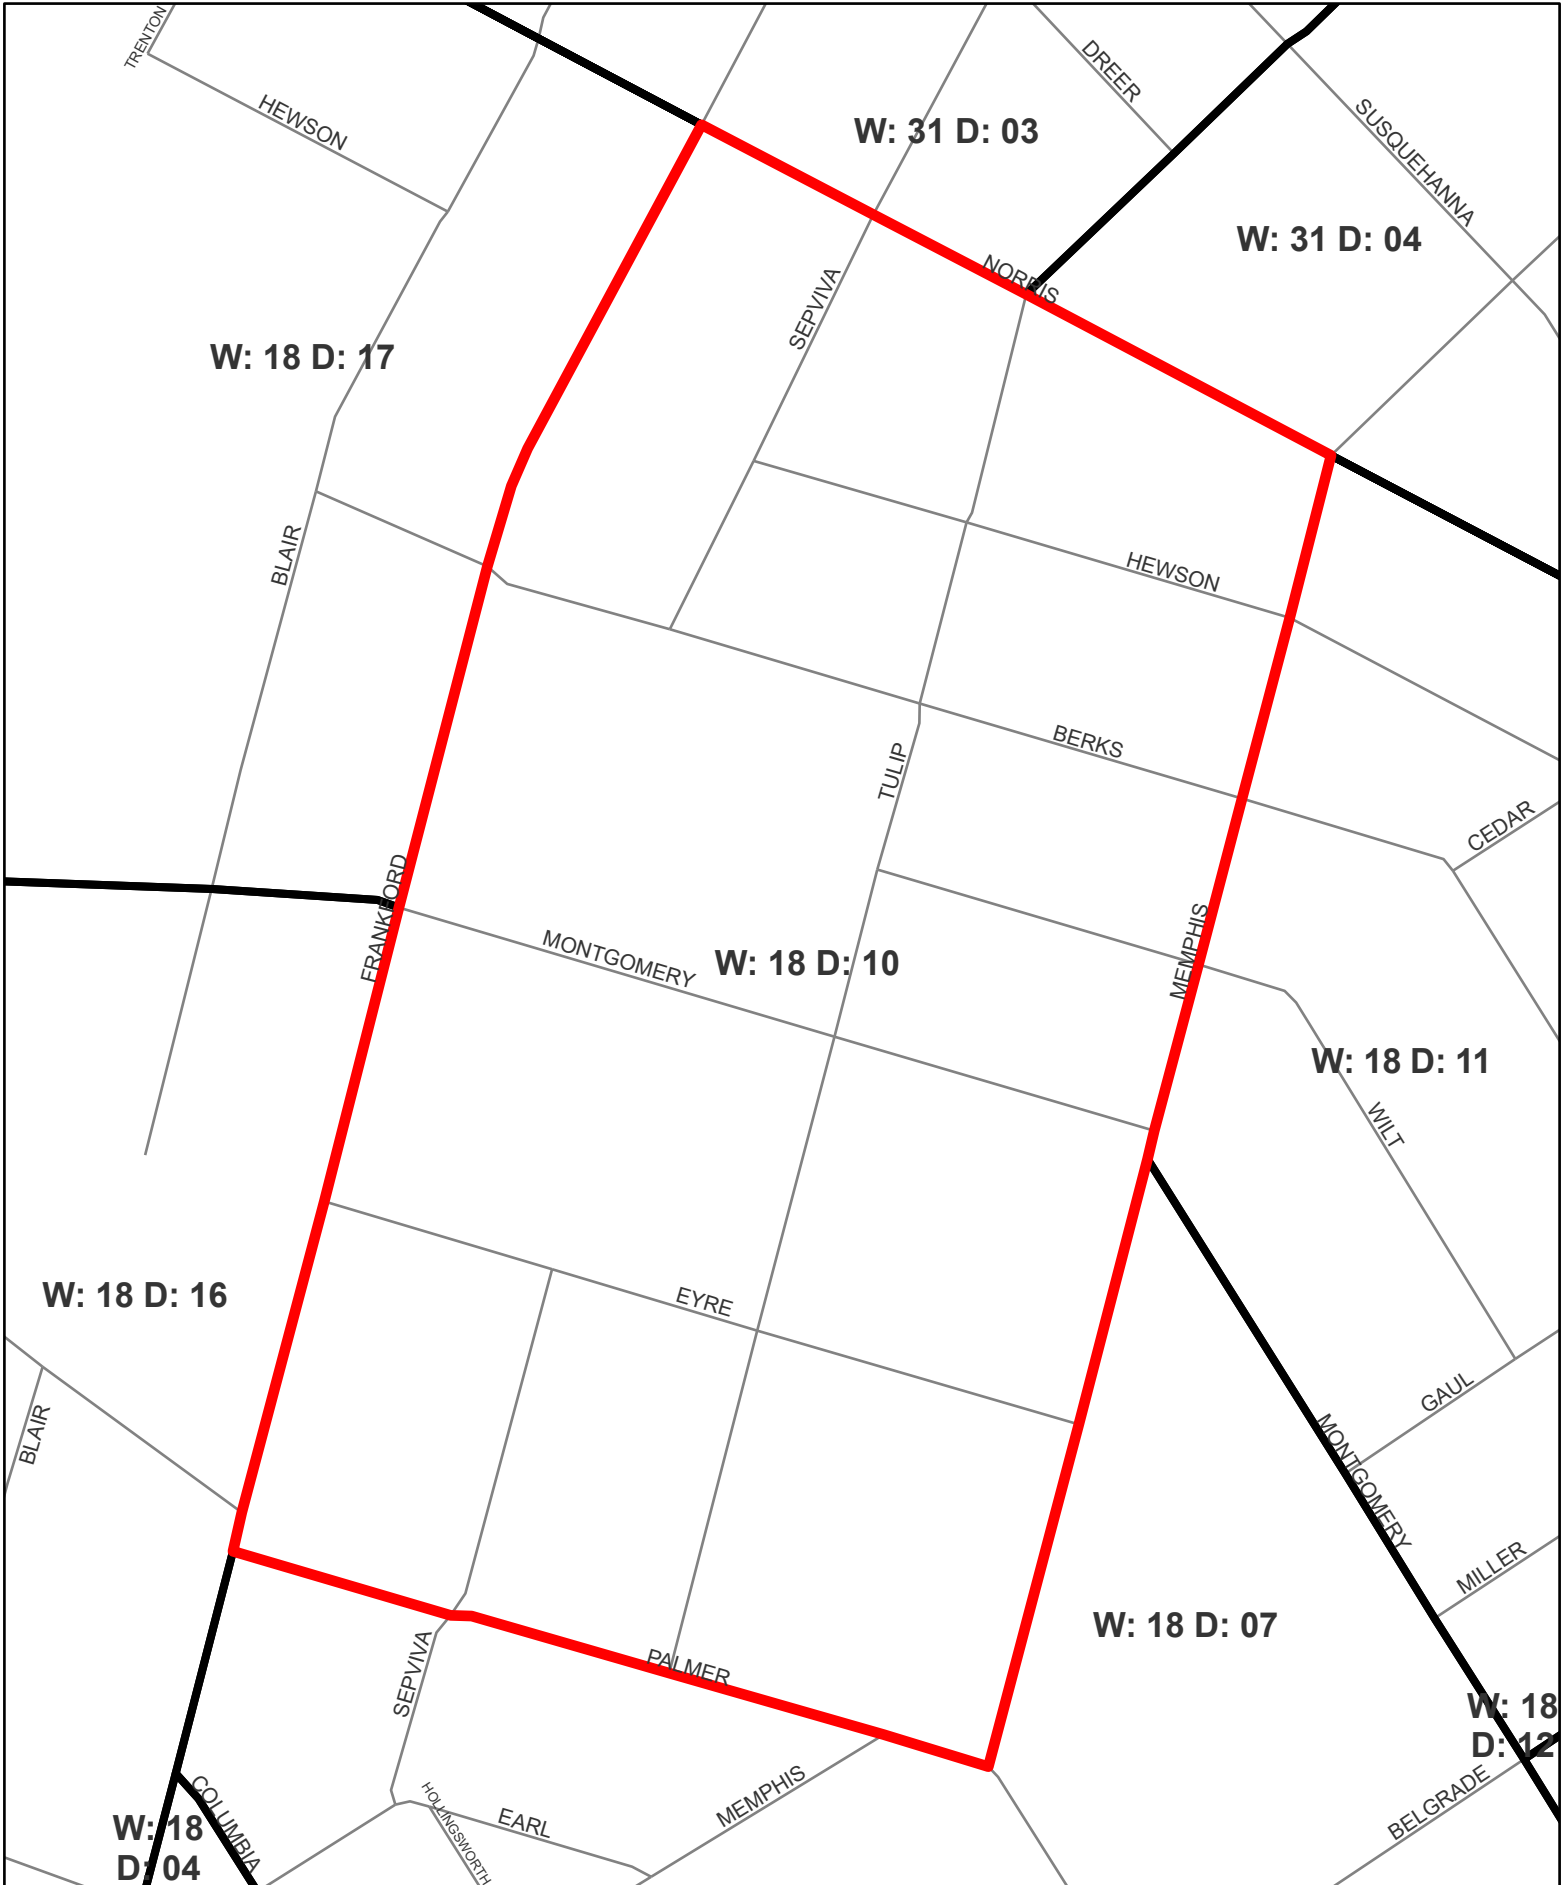 TRENTON
HEWSON
DREER
SUSQUEHANNA
W: 31 D: 03
W: 31 D: 04
NORRIS
SEPVIVA
W: 18 D: 17
BLAIR
HEWSON
BERKS
TULIP
CEDAR
FRANKFORD
MONTGOMERY
W: 18 D: 10
MEMPHIS
W: 18 D: 11
WILT
W: 18 D: 16
EYRE
GAUL
BLAIR
MONTGOMERY
MILLER
W: 18 D: 07
PALMER
SEPVIVA
W: 18
D: 12
BELGRADE
MEMPHIS
COLUMBIA
HOLLINGSWORTH
EARL
W: 18
D: 04